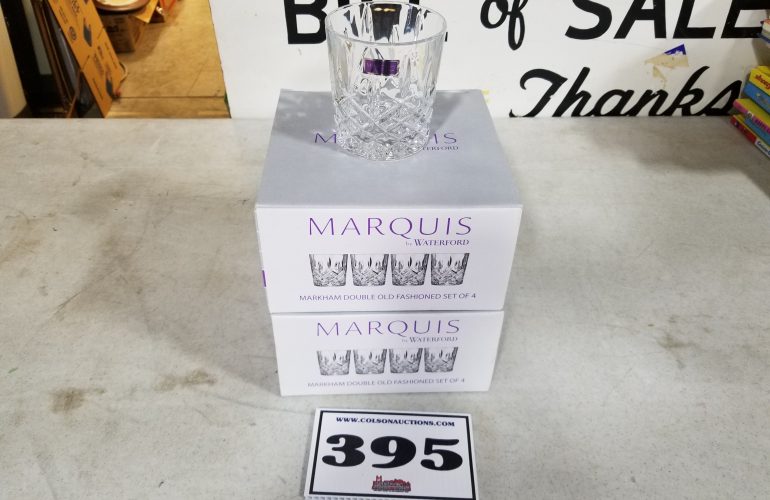 of SALE
Thanks
MARQUIS
WATERFORD
MARQUIS
by WATERFORD
MARKHAM DOUBLE OLD FASHIONED SET OF 4
MARQUIS
by WATERFORD
MARKHAM DOUBLE OLD FASHIONED SET OF 4
WWW.COLSONAUCTIONS.COM
395